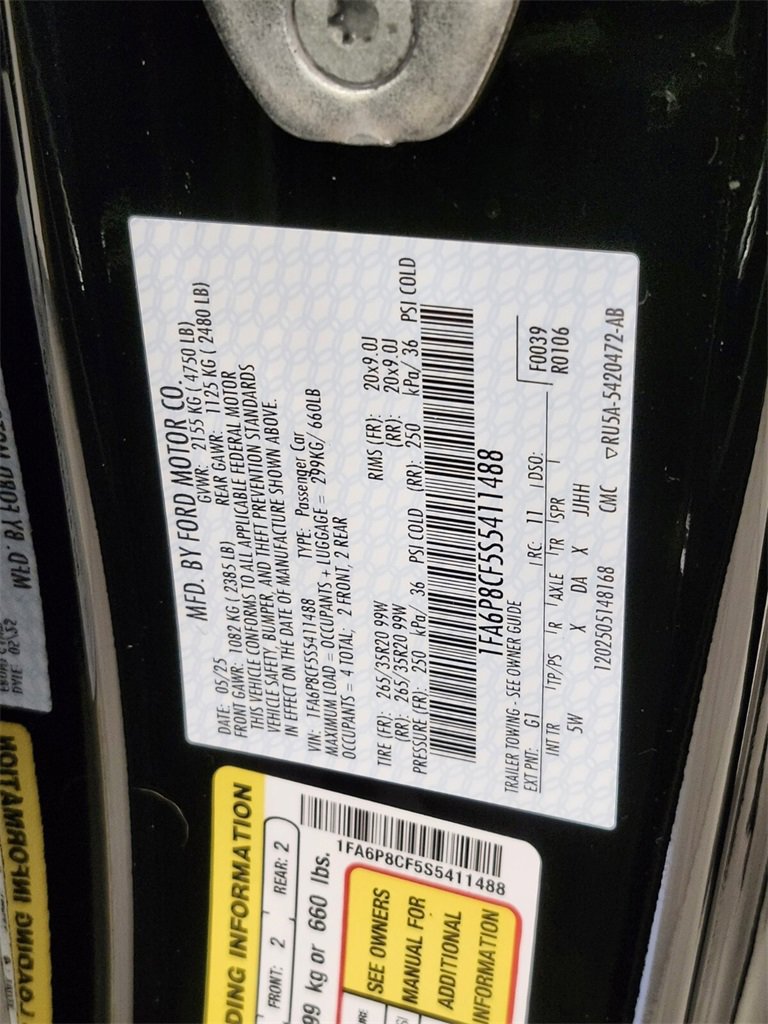 MFD. BY FORD MOTOR CO.
DATE: 05/25 GVWR: 2155 KG ( 4750 LB)
FRONT GAWR: 1082 KG ( 2385 LB) REAR GAWR: 1125 KG ( 2480 LB)
THIS VEHICLE CONFORMS TO ALL APPLICABLE FEDERAL MOTOR
VEHICLE SAFETY, BUMPER, AND THEFT PREVENTION STANDARDS
IN EFFECT ON THE DATE OF MANUFACTURE SHOWN ABOVE.
VIN: 1FA6P8CF5S5411488 TYPE: Passenger Car
MAXIMUM LOAD = OCCUPANTS + LUGGAGE = 299KG/ 660LB
OCCUPANTS = 4 TOTAL; 2 FRONT, 2 REAR
TIRE (FR): 265/35R20 99W RIMS (FR): 20x9.0J
(RR): 265/35R20 99W (RR): 20x9.0J
PRESSURE (FR): 250 kPa/ 36 PSI COLD (RR): 250 kPa/ 36 PSI COLD
1FA6P8CF5S5411488
TRAILER TOWING - SEE OWNER GUIDE
EXT PNT: G1 RC: 11 DSO: F0039
R0106
INT TR TP/PS R AXLE TR SPR
5W X DA X JJHH
1202505148168 CMC ▽RU5A-5420472-AB
DING INFORMATION
FRONT: 2 REAR: 2
99 kg or 660 lbs.
1FA6P8CF5S5411488
SEE OWNERS
MANUAL FOR
ADDITIONAL
INFORMATION